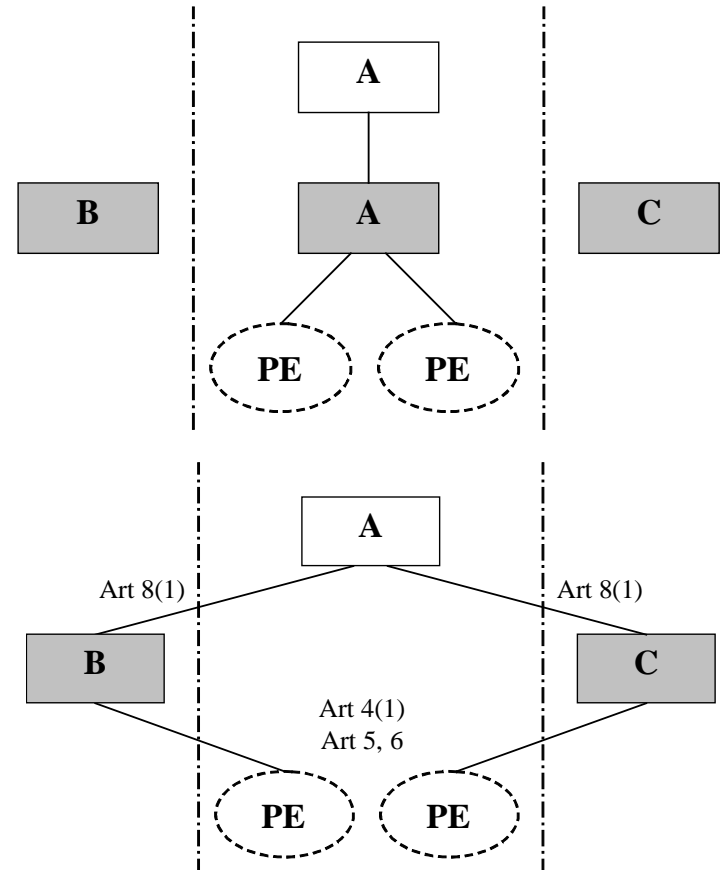 A
B A C
PE PE
A
Art 8(1) Art 8(1)
B C
Art 4(1)
Art 5, 6
PE PE